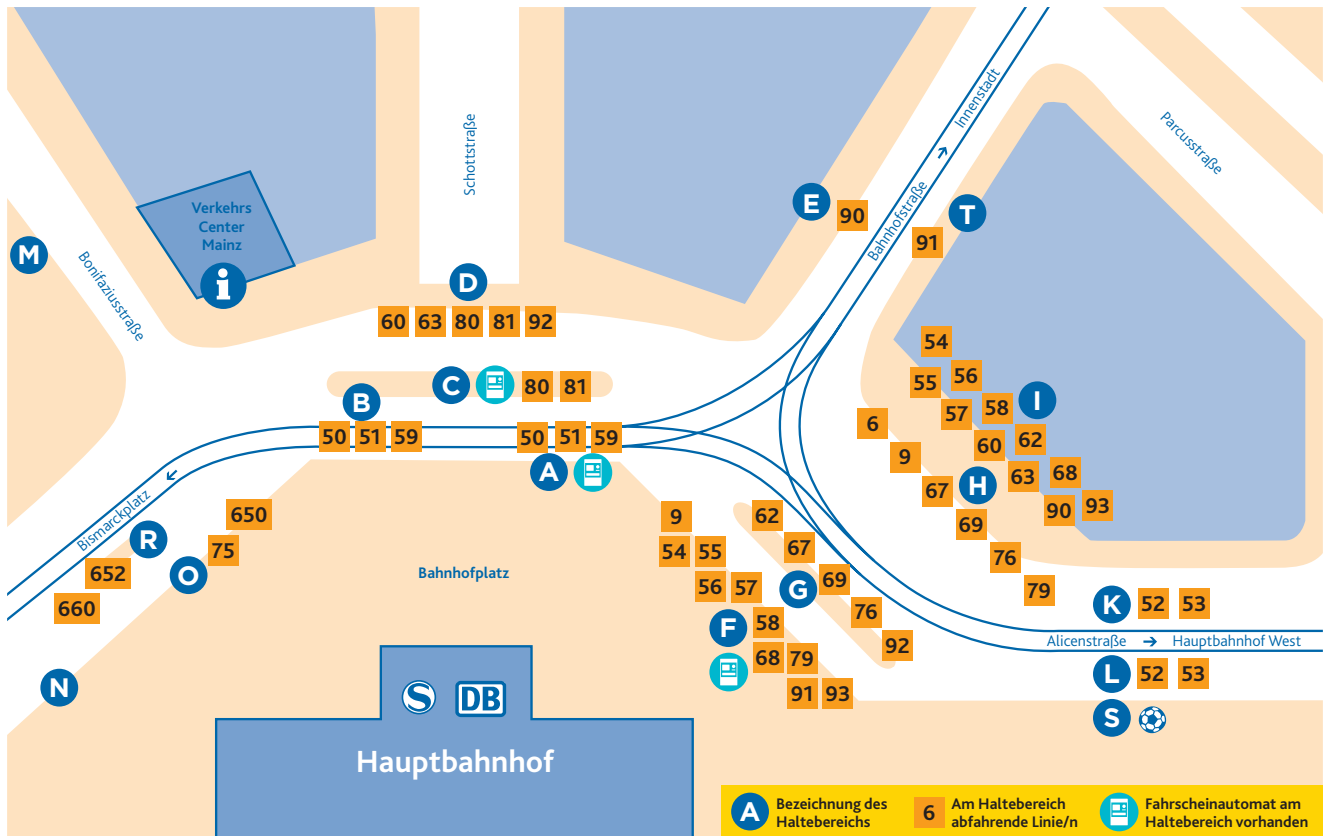 Schottstraße
Innenstadt
Parcusstraße
Verkehrs
Center
Mainz
i
M
Bonifaziusstraße
E
90
Bahnhofstraße
T
91
D
60 63 80 81 92
54
55 56
57 58 I
60 62
63 68
90 93
C 80 81
B
50 51 59
50 51 59
A
6
9
67 H
69
76
79
650
75
R
O
Bismarckplatz
652
660
N
Bahnhofplatz
9
54 55
56 57
F 58
68 79
91 93
62
67
G 69
76
92
K 52 53
Alicenstraße → Hauptbahnhof West
L 52 53
S
S DB
Hauptbahnhof
A Bezeichnung des
Haltebereichs
6 Am Haltebereich
abfahrende Linie/n
Fahrscheinautomat am
Haltebereich vorhanden